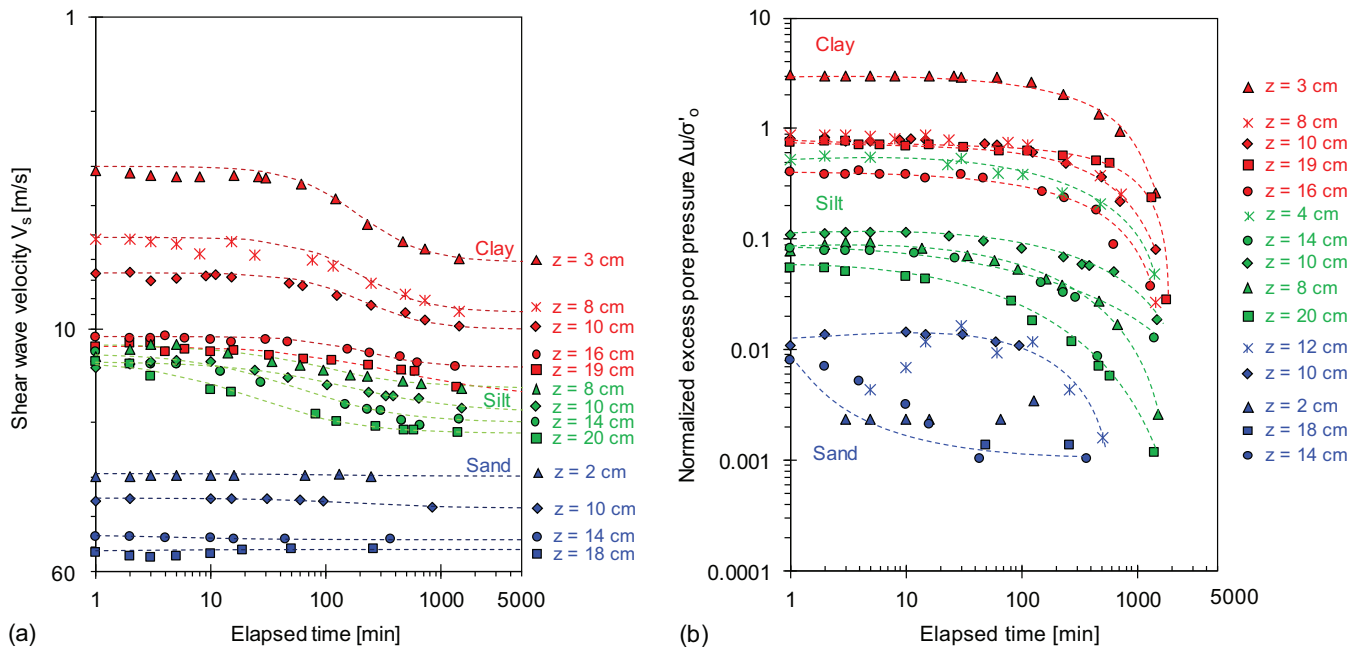 1
10
60
Shear wave velocity Vs [m/s]
Clay
Silt
Sand
z = 3 cm
z = 8 cm
z = 10 cm
z = 16 cm
z = 19 cm
z = 8 cm
z = 10 cm
z = 14 cm
z = 20 cm
z = 2 cm
z = 10 cm
z = 14 cm
z = 18 cm
1 10 100 1000 5000
(a)
Elapsed time [min]
10
1
0.1
0.01
0.001
0.0001
Normalized excess pore pressure Δu/σ'o
Clay
Silt
Sand
1 10 100 1000 5000
(b)
Elapsed time [min]
z = 3 cm
z = 8 cm
z = 10 cm
z = 19 cm
z = 16 cm
z = 4 cm
z = 14 cm
z = 10 cm
z = 8 cm
z = 20 cm
z = 12 cm
z = 10 cm
z = 2 cm
z = 18 cm
z = 14 cm